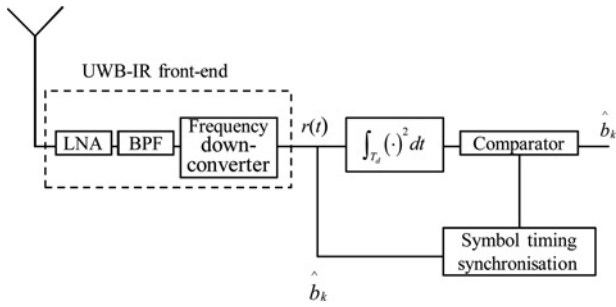 UWB-IR front-end
LNA
BPF
Frequency
down-
converter
r(t)
∫_{T_d} (·)² dt
Comparator
b̂_k
Symbol timing
synchronisation
b̂_k